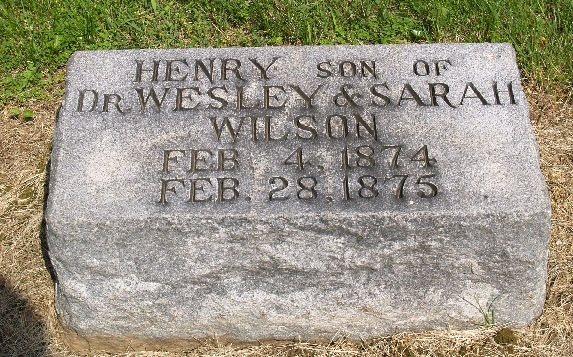 HENRY SON OF
DR. WESLEY & SARAH
WILSON
FEB. 4. 1874
FEB. 28. 1875